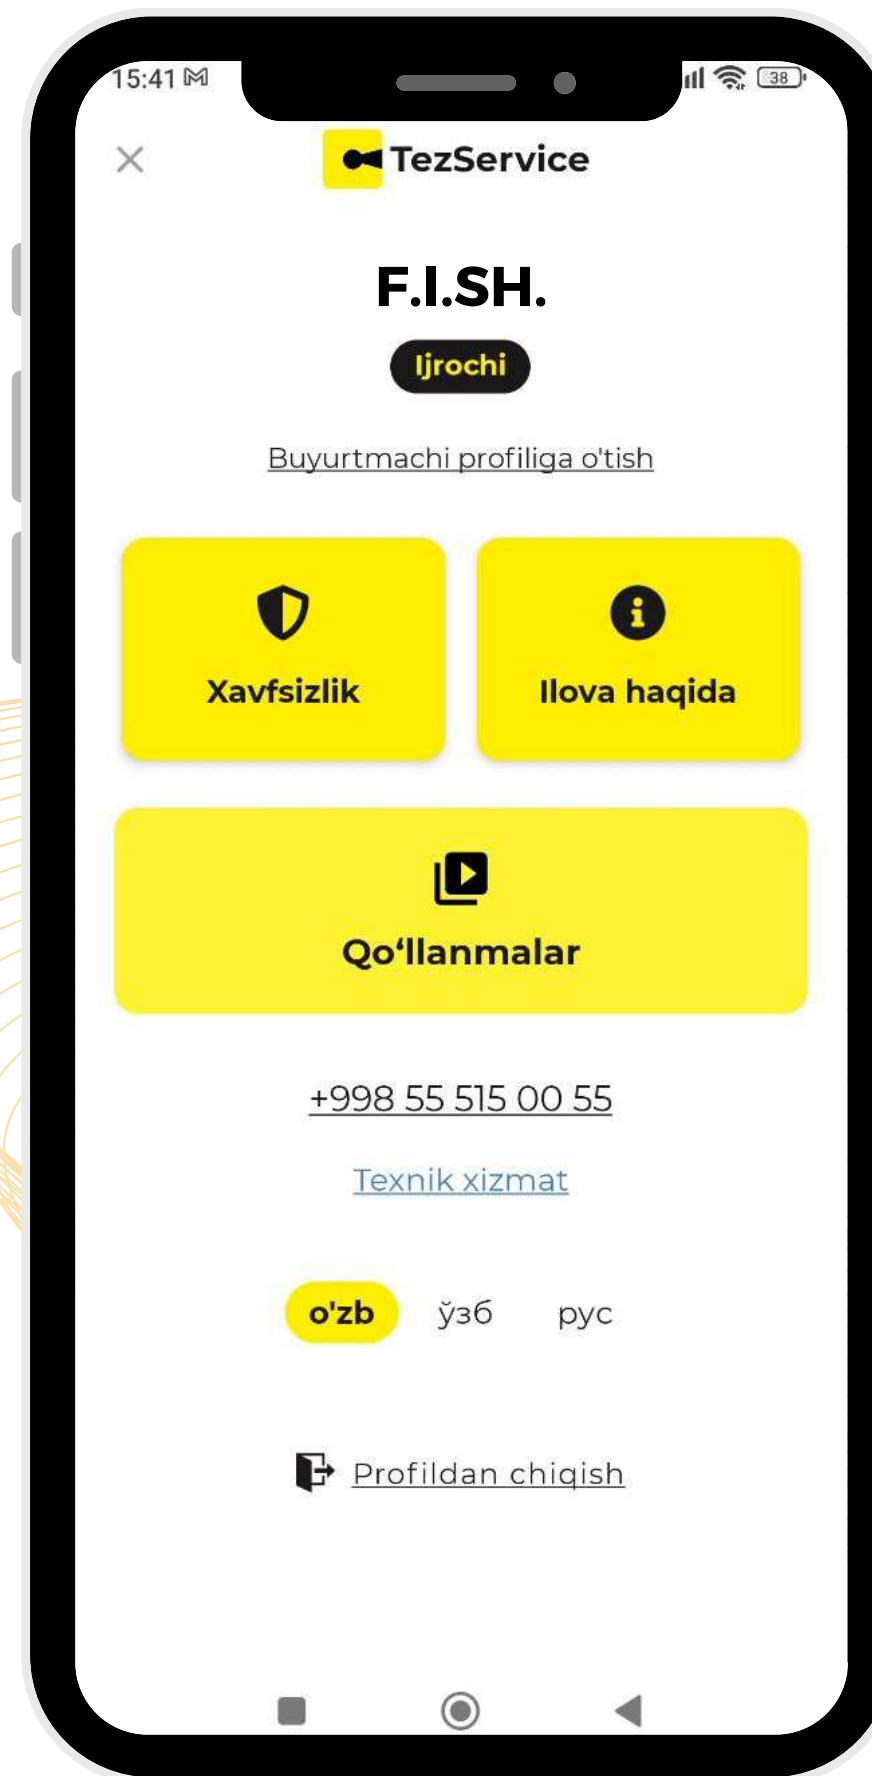 15:41
38
TezService
F.I.SH.
Ijrochi
Buyurtmachi profiliga o'tish
Xavfsizlik
Ilova haqida
Qo‘llanmalar
+998 55 515 00 55
Texnik xizmat
o'zb ўзб рус
Profildan chiqish